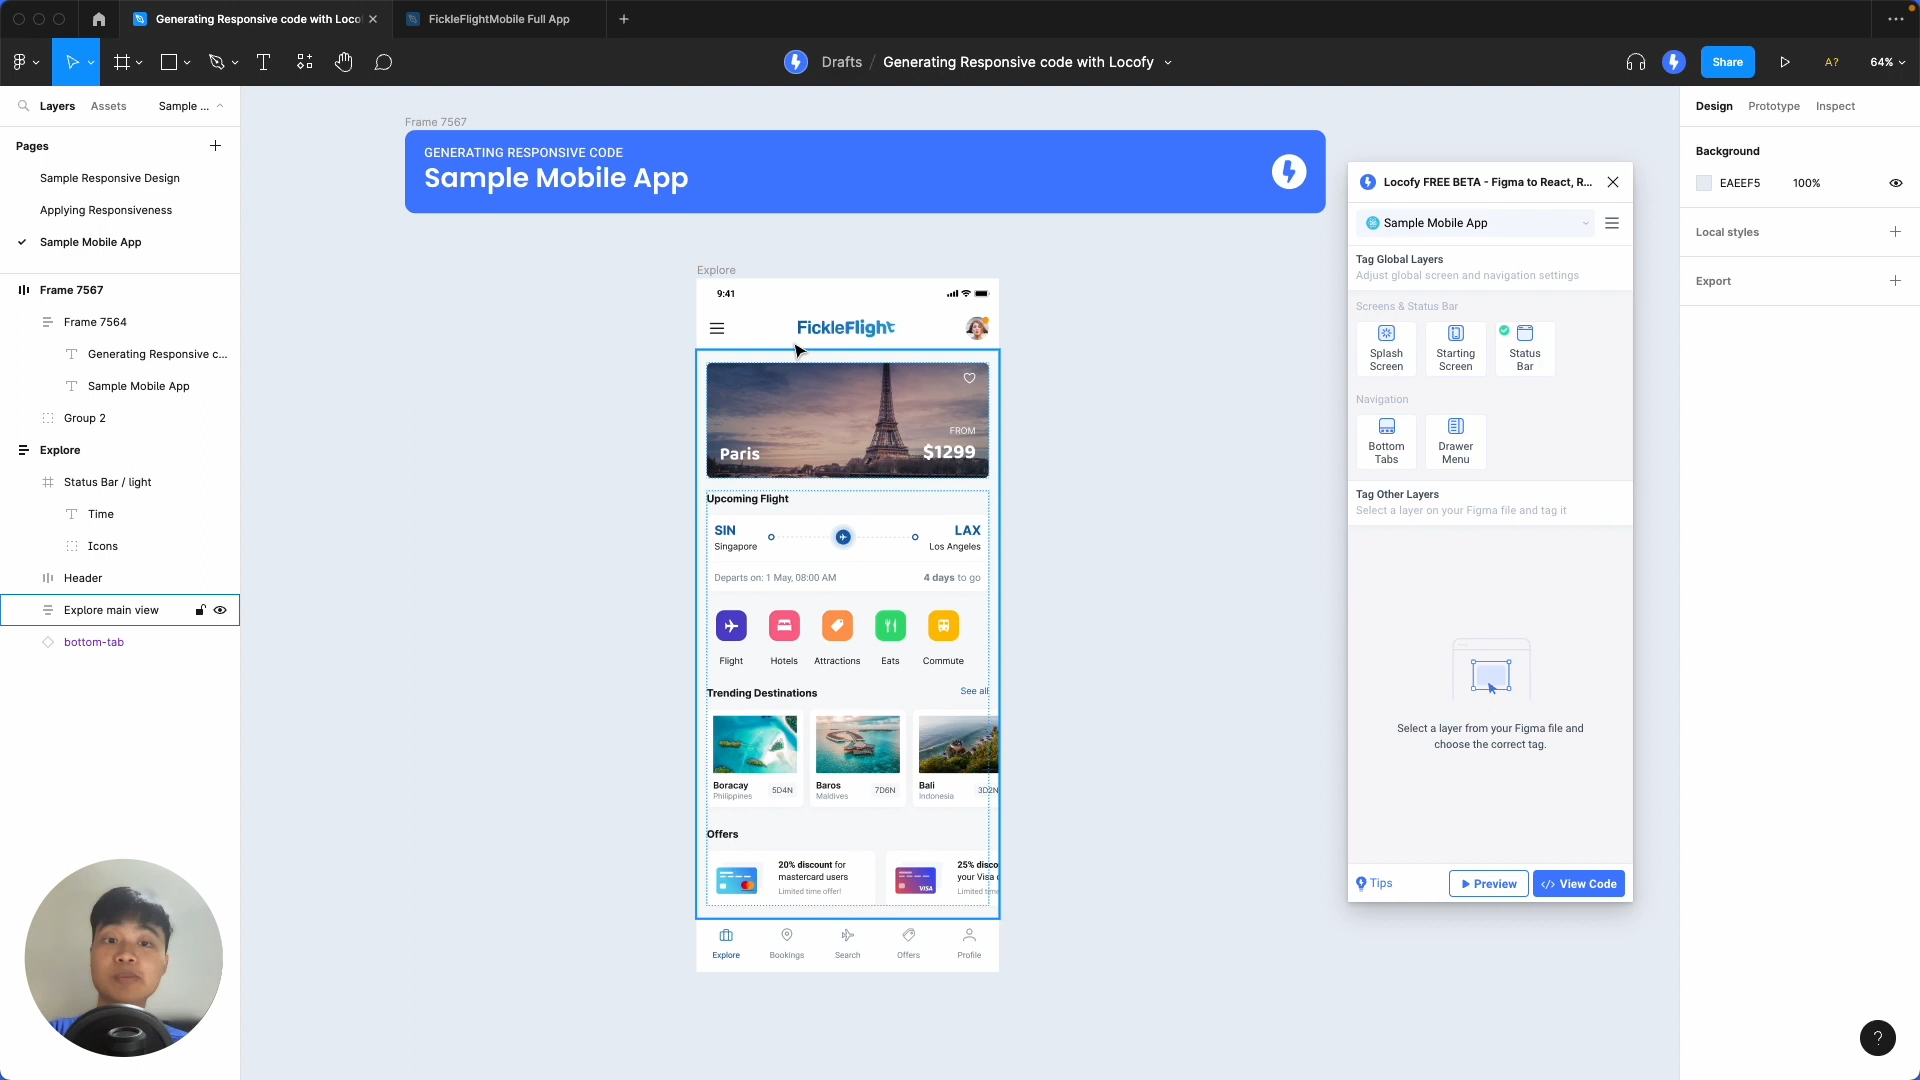 Generating Responsive code with Loco
FickleFlightMobile Full App
Drafts / Generating Responsive code with Locofy
Share
A?
64%
Layers
Assets
Sample ...
Pages
Sample Responsive Design
Applying Responsiveness
Sample Mobile App
Frame 7567
Frame 7564
Generating Responsive c...
Sample Mobile App
Group 2
Explore
Status Bar / light
Time
Icons
Header
Explore main view
bottom-tab
Frame 7567
GENERATING RESPONSIVE CODE
Sample Mobile App
Explore
9:41
FickleFlight
FROM
Paris
$1299
Upcoming Flight
SIN
LAX
Singapore
Los Angeles
Departs on: 1 May, 08:00 AM
4 days to go
Flight
Hotels
Attractions
Eats
Commute
Trending Destinations
See all
Boracay
Philippines
5D4N
Baros
Maldives
7D6N
Bali
Indonesia
3D2N
Offers
20% discount for
mastercard users
Limited time offer!
25% disco
your Visa
Limited time
VISA
Explore
Bookings
Search
Offers
Profile
Locofy FREE BETA - Figma to React, R...
Sample Mobile App
Tag Global Layers
Adjust global screen and navigation settings
Screens & Status Bar
Splash
Screen
Starting
Screen
Status
Bar
Navigation
Bottom
Tabs
Drawer
Menu
Tag Other Layers
Select a layer on your Figma file and tag it
Select a layer from your Figma file and
choose the correct tag.
Tips
Preview
</> View Code
Design
Prototype
Inspect
Background
EAEEF5
100%
Local styles
Export
?